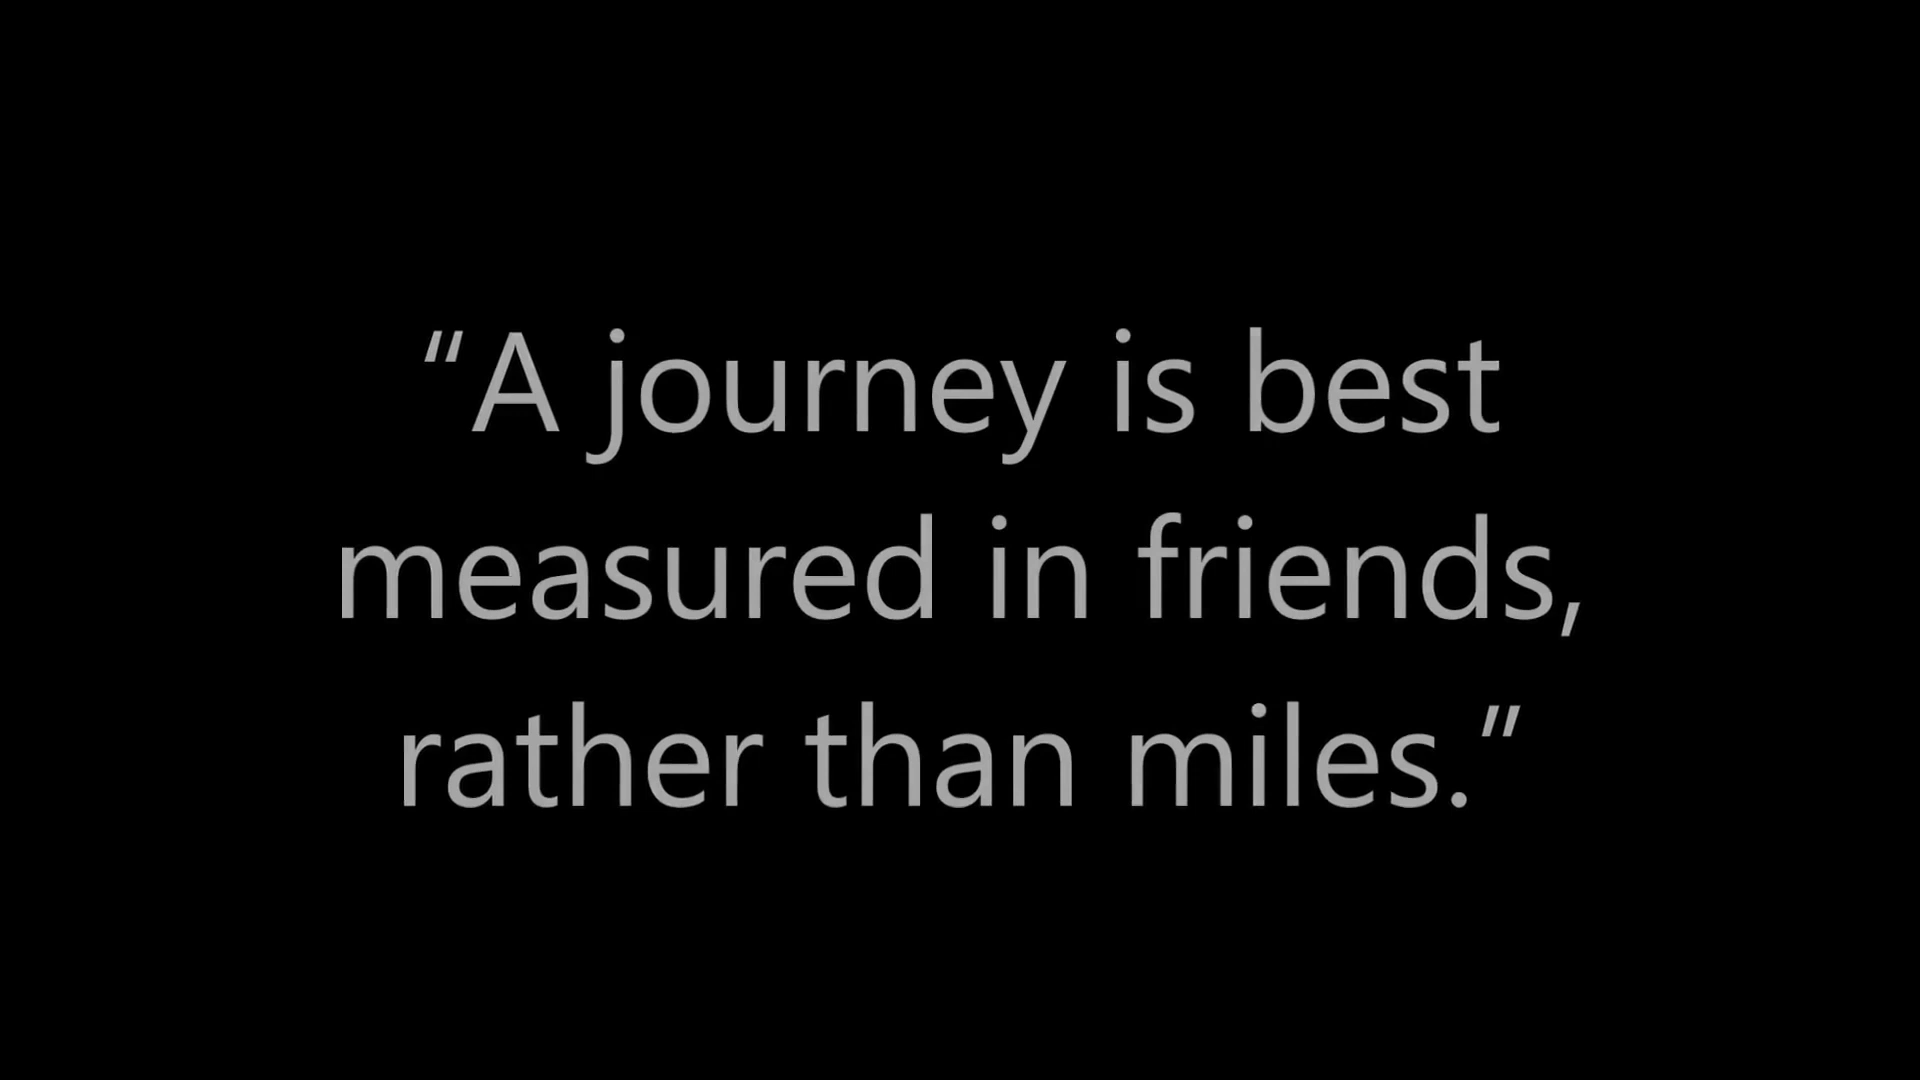 “A journey is best
measured in friends,
rather than miles.”